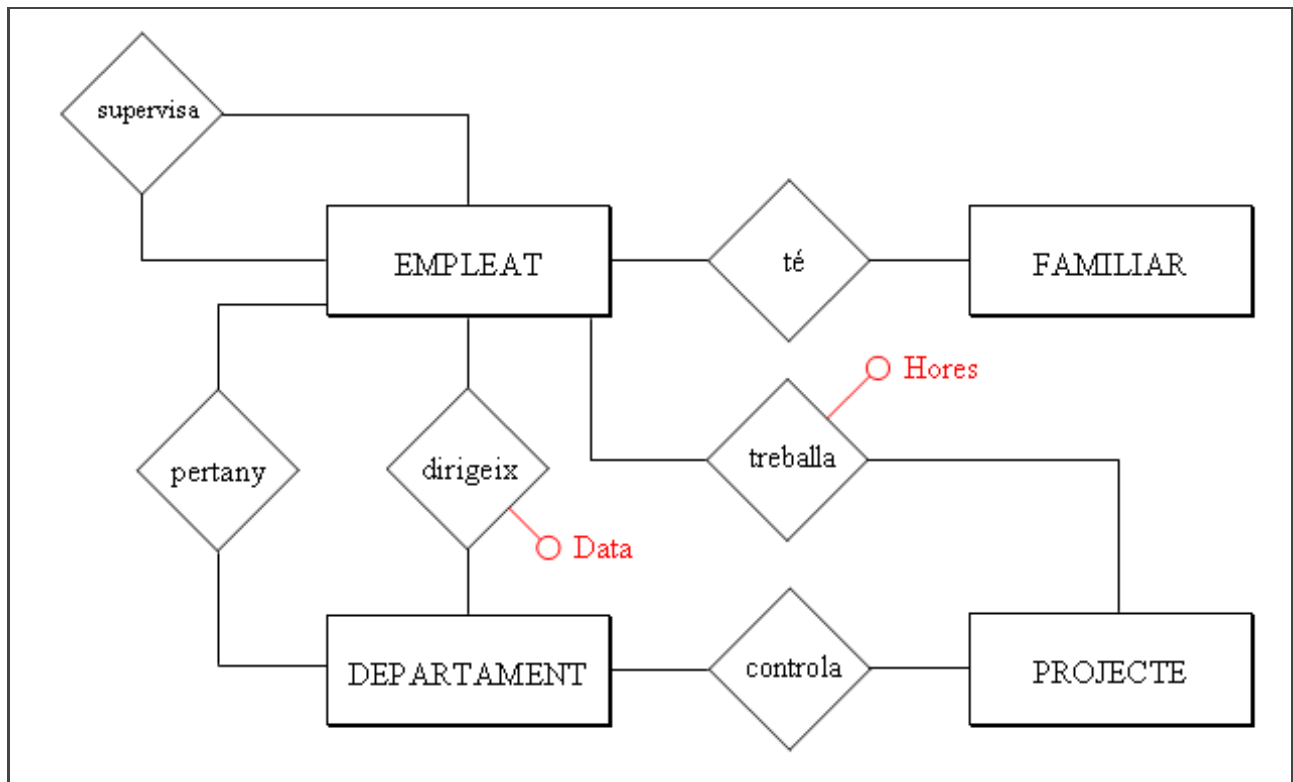 supervisa
EMPLEAT
té
FAMILIAR
Hores
pertany
dirigeix
treballa
Data
DEPARTAMENT
controla
PROJECTE